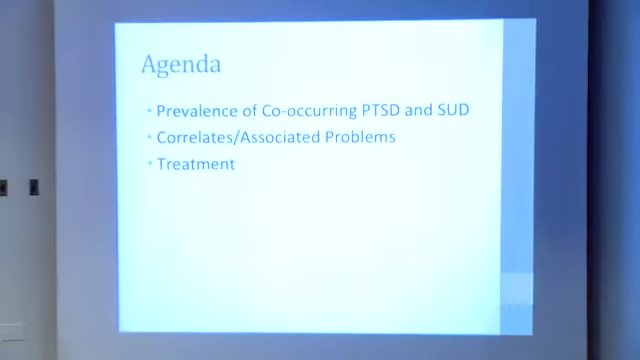 Agenda
• Prevalence of Co-occurring PTSD and SUD
• Correlates/Associated Problems
• Treatment